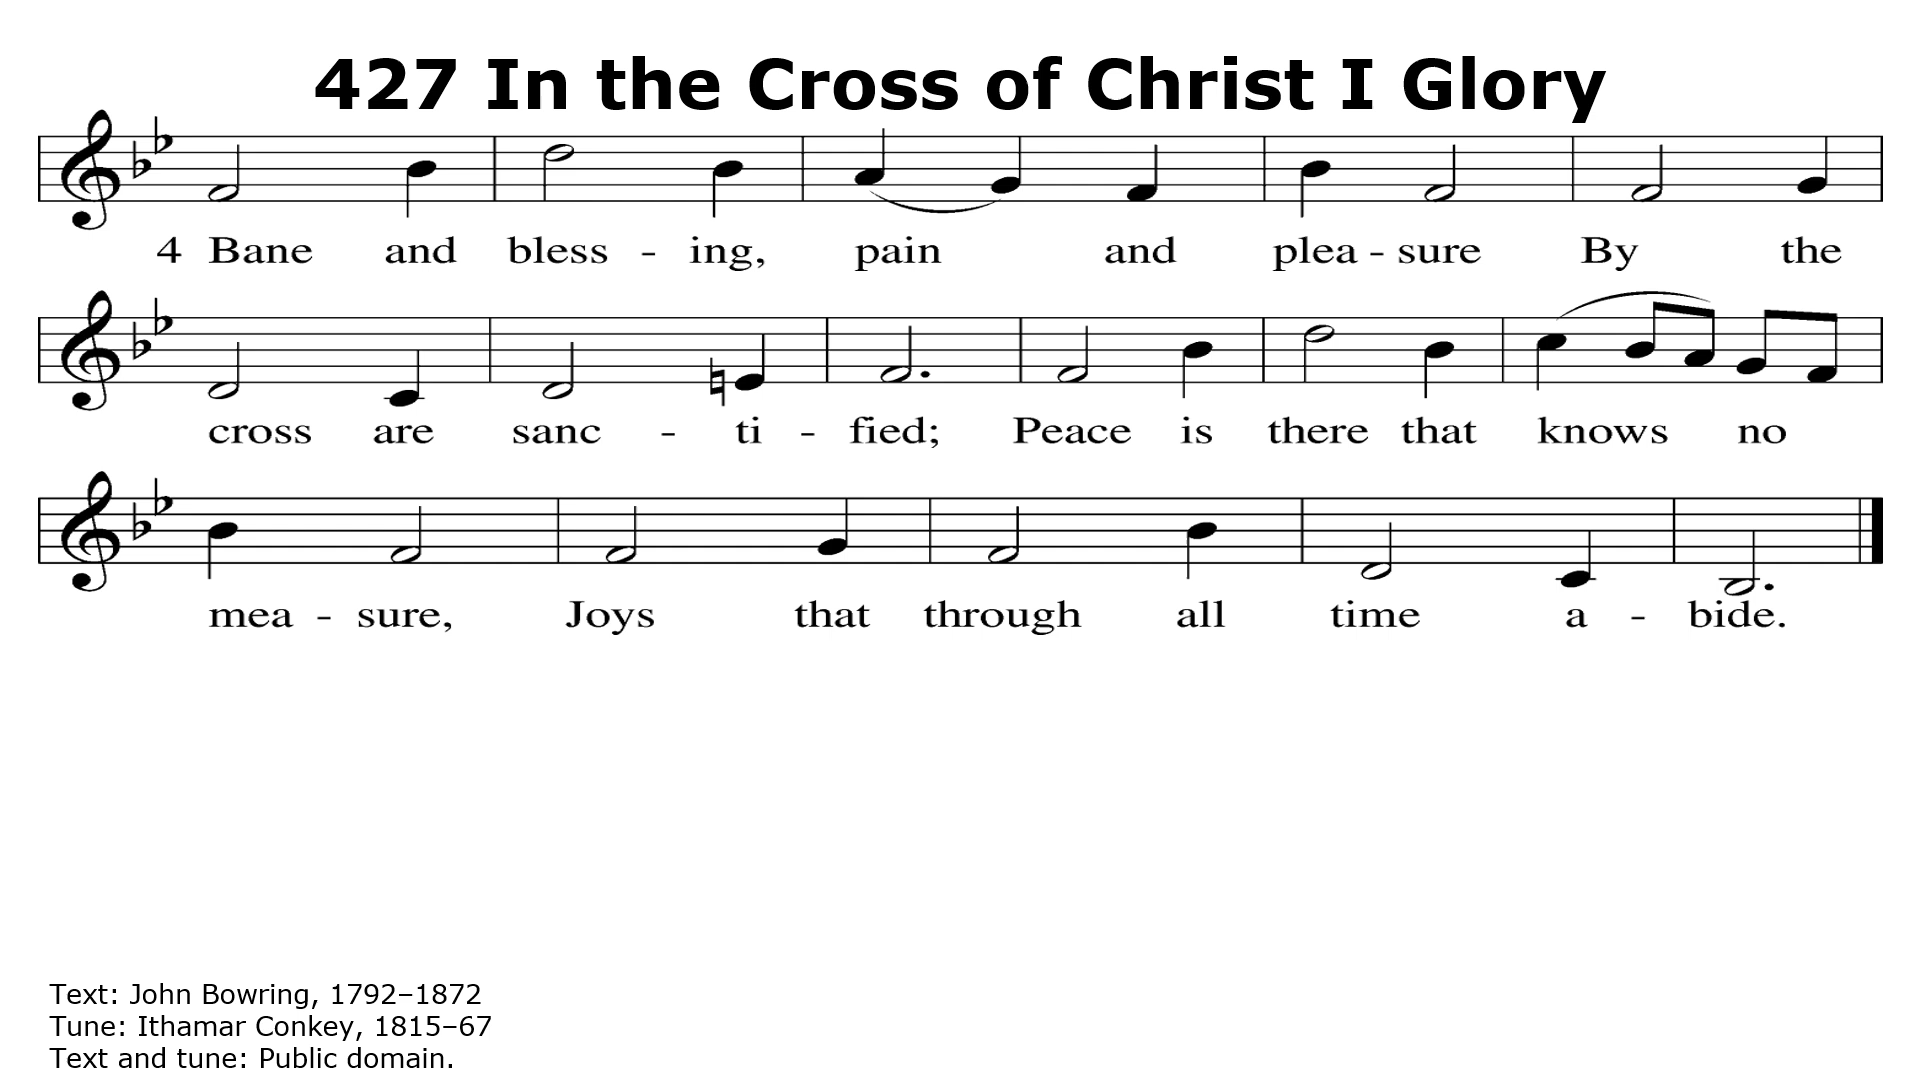 427 In the Cross of Christ I Glory
4 Bane and bless - ing, pain and plea - sure By the
cross are sanc - ti - fied; Peace is there that knows no
mea - sure, Joys that through all time a - bide.
Text: John Bowring, 1792–1872
Tune: Ithamar Conkey, 1815–67
Text and tune: Public domain.